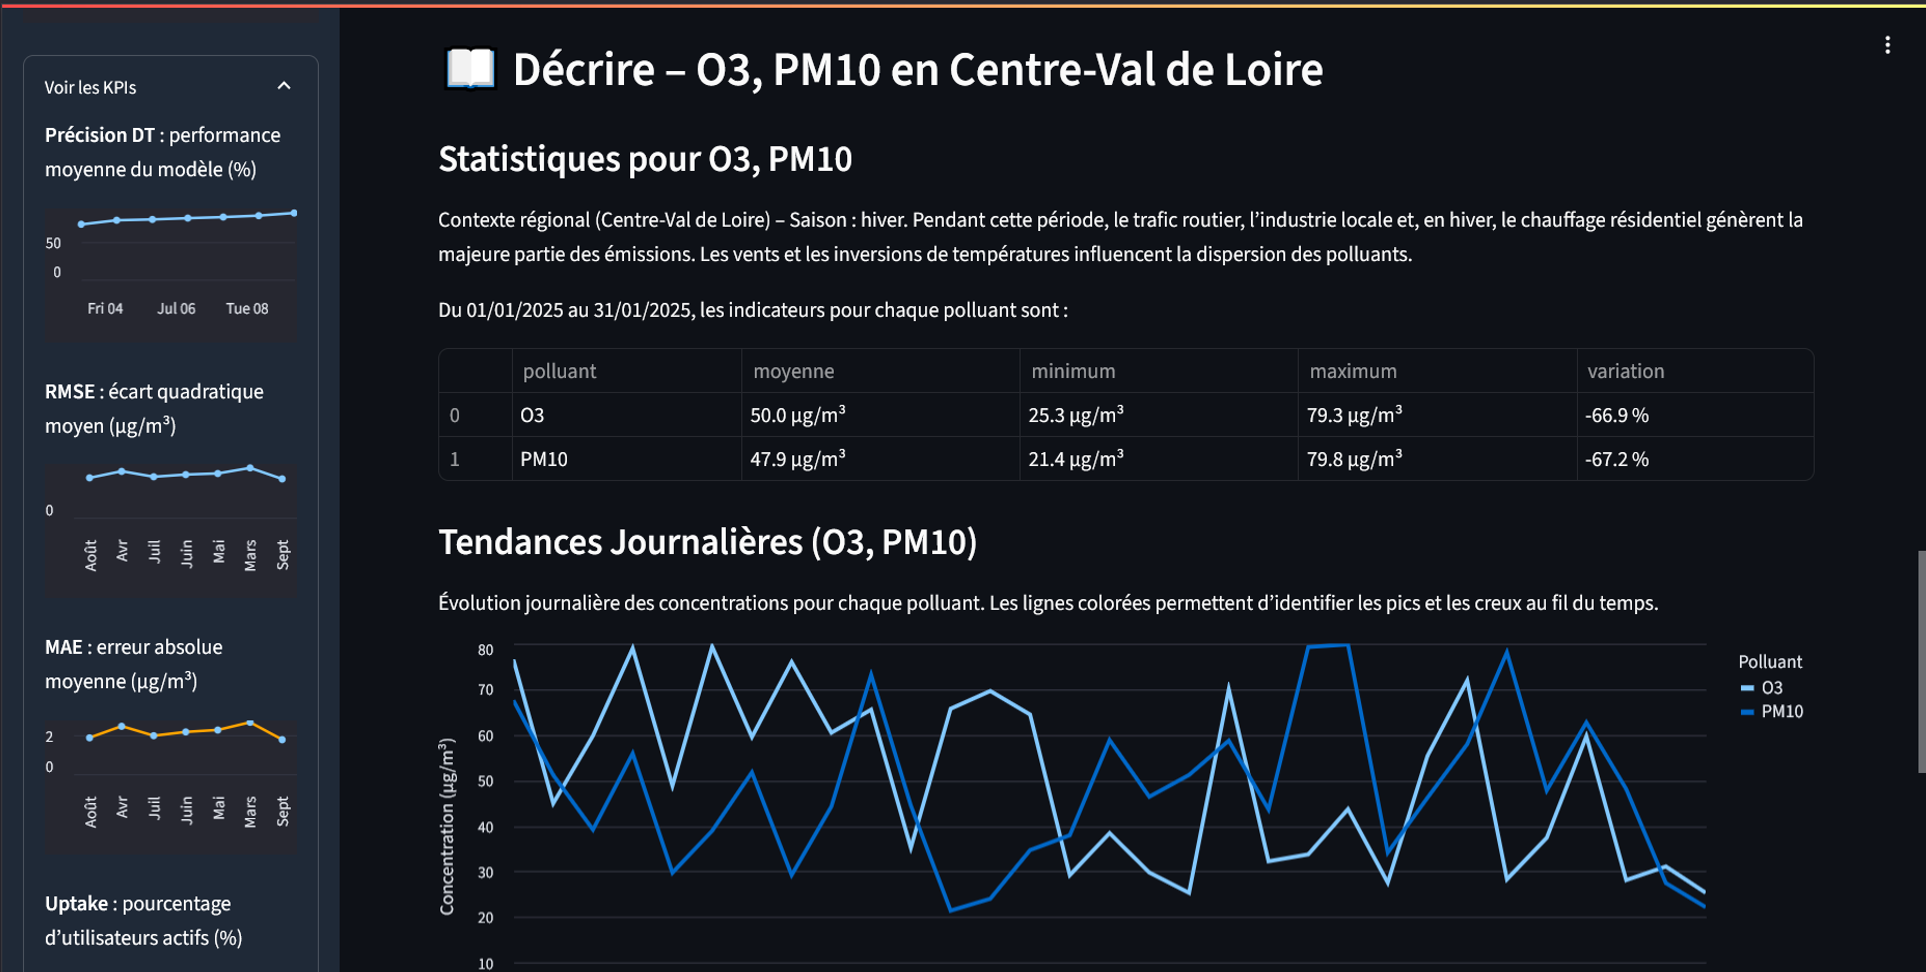 Voir les KPIs
Précision DT : performance
moyenne du modèle (%)
50
0
Fri 04 Jul 06 Tue 08
RMSE : écart quadratique
moyen (µg/m³)
0
Août Avr Juil Juin Mai Mars Sept
MAE : erreur absolue
moyenne (µg/m³)
2
0
Août Avr Juil Juin Mai Mars Sept
Uptake : pourcentage
d’utilisateurs actifs (%)
Décrire – O3, PM10 en Centre-Val de Loire
Statistiques pour O3, PM10
Contexte régional (Centre-Val de Loire) – Saison : hiver. Pendant cette période, le trafic routier, l’industrie locale et, en hiver, le chauffage résidentiel génèrent la
majeure partie des émissions. Les vents et les inversions de températures influencent la dispersion des polluants.
Du 01/01/2025 au 31/01/2025, les indicateurs pour chaque polluant sont :
polluant moyenne minimum maximum variation
0 O3 50.0 µg/m³ 25.3 µg/m³ 79.3 µg/m³ -66.9 %
1 PM10 47.9 µg/m³ 21.4 µg/m³ 79.8 µg/m³ -67.2 %
Tendances Journalières (O3, PM10)
Évolution journalière des concentrations pour chaque polluant. Les lignes colorées permettent d’identifier les pics et les creux au fil du temps.
Concentration (µg/m³)
80
70
60
50
40
30
20
10
Polluant
O3
PM10